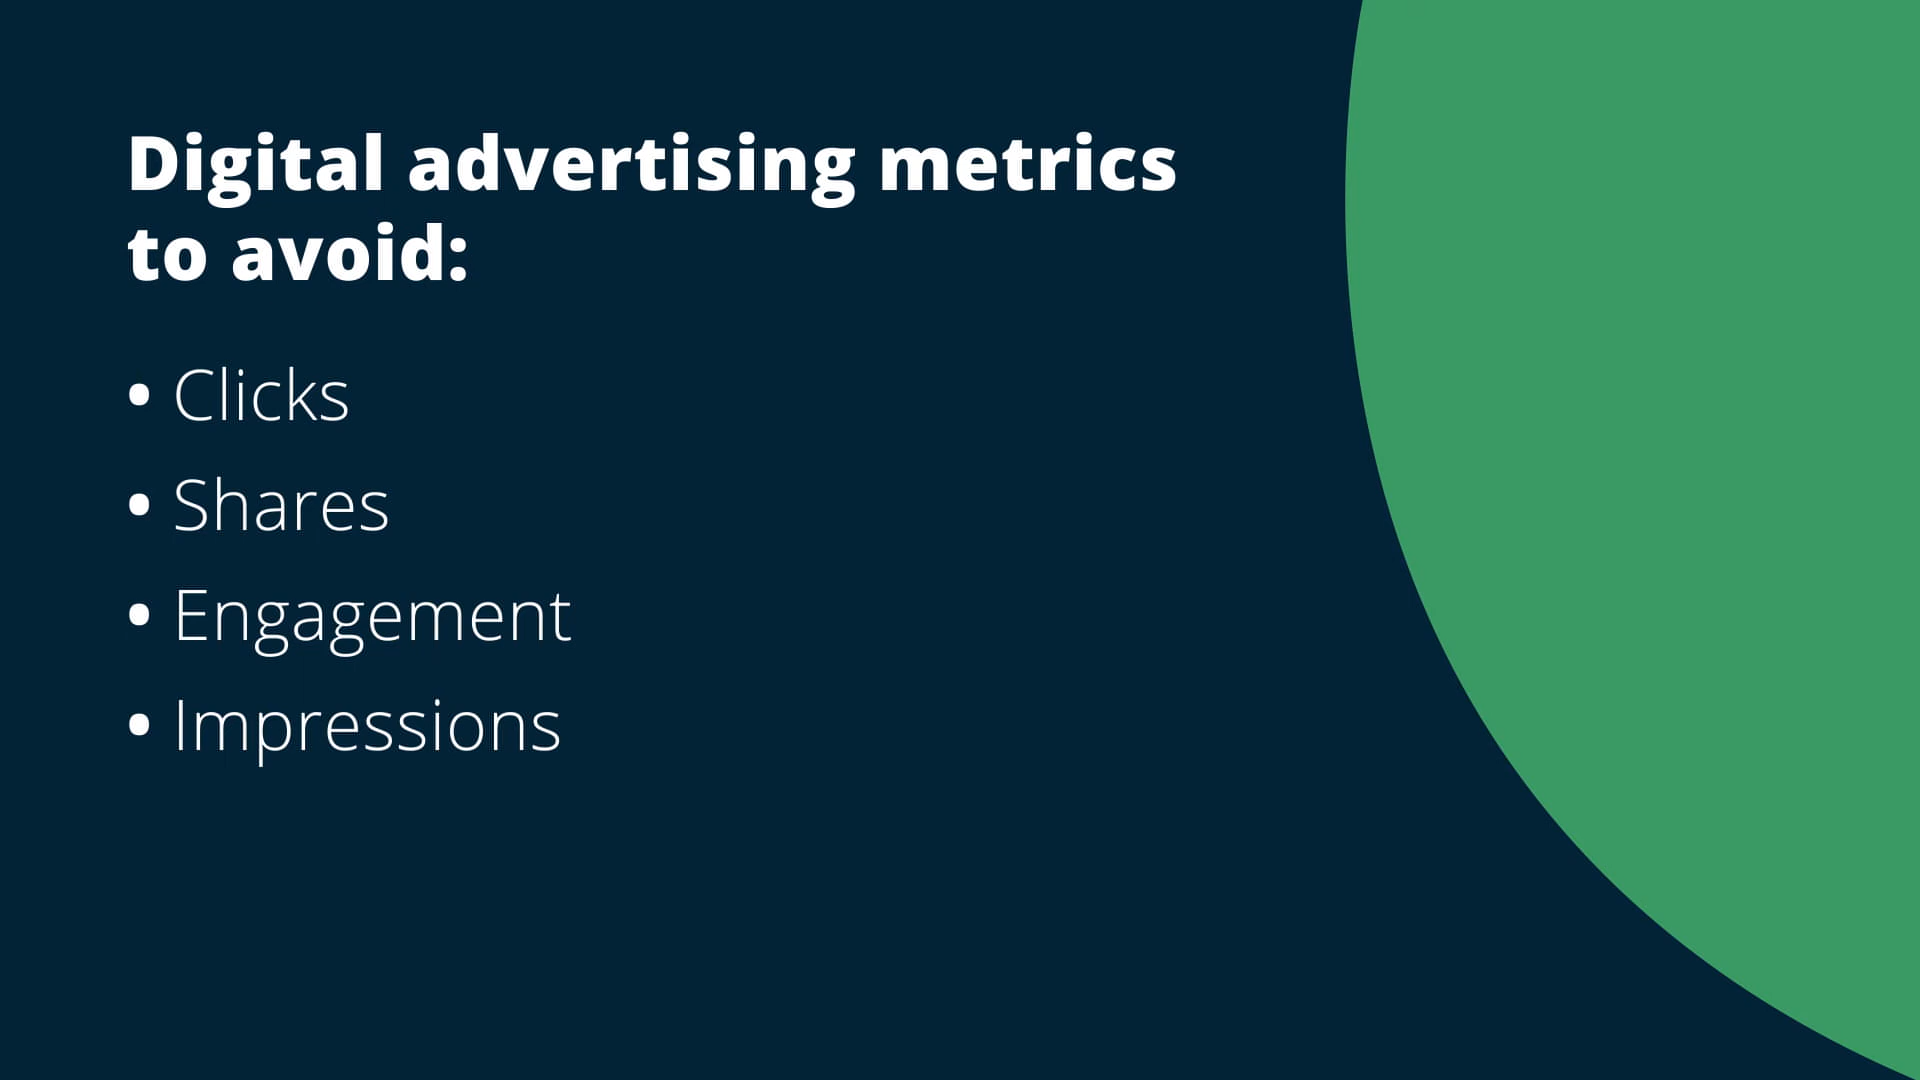 Digital advertising metrics
to avoid:
• Clicks
• Shares
• Engagement
• Impressions